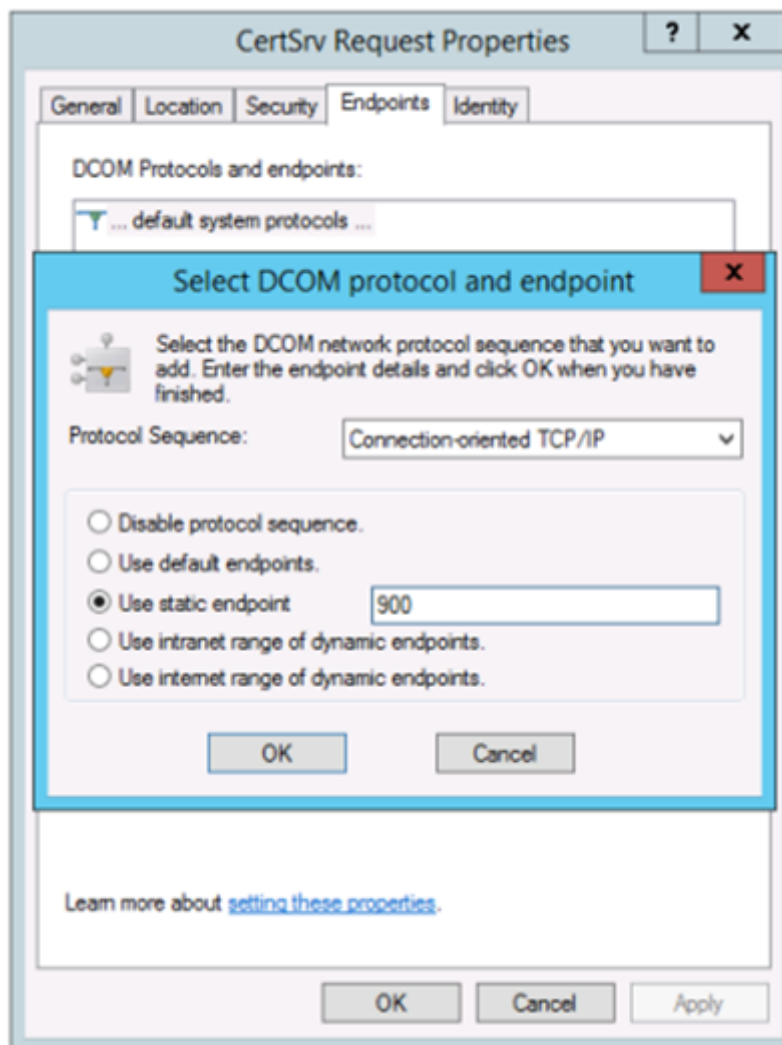 CertSrv Request Properties
? x
General Location Security Endpoints Identity
DCOM Protocols and endpoints:
... default system protocols ...
Select DCOM protocol and endpoint
x
Select the DCOM network protocol sequence that you want to
add. Enter the endpoint details and click OK when you have
finished.
Protocol Sequence: Connection-oriented TCP/IP
Disable protocol sequence.
Use default endpoints.
Use static endpoint 900
Use intranet range of dynamic endpoints.
Use internet range of dynamic endpoints.
OK Cancel
Learn more about setting these properties.
OK Cancel Apply